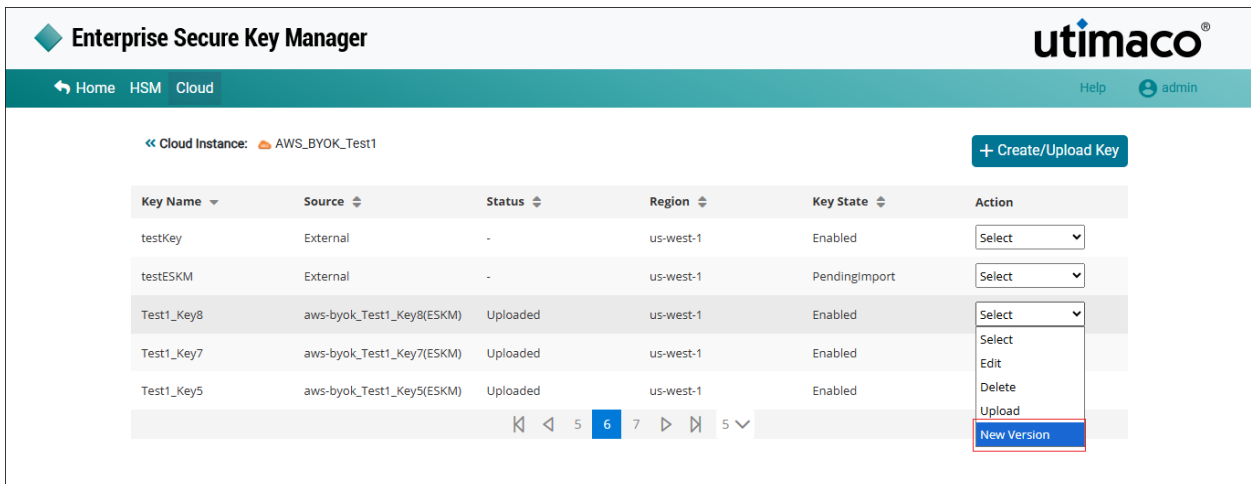 Enterprise Secure Key Manager
utimaco®
Home HSM Cloud Help admin
Cloud Instance: AWS_BYOK_Test1
+ Create/Upload Key
Key Name Source Status Region Key State Action
testKey External - us-west-1 Enabled Select
testESKM External - us-west-1 PendingImport Select
Test1_Key8 aws-byok_Test1_Key8(ESKM) Uploaded us-west-1 Enabled Select
Select
Test1_Key7 aws-byok_Test1_Key7(ESKM) Uploaded us-west-1 Enabled
Edit
Delete
Test1_Key5 aws-byok_Test1_Key5(ESKM) Uploaded us-west-1 Enabled
Upload
5 6 7 5
New Version